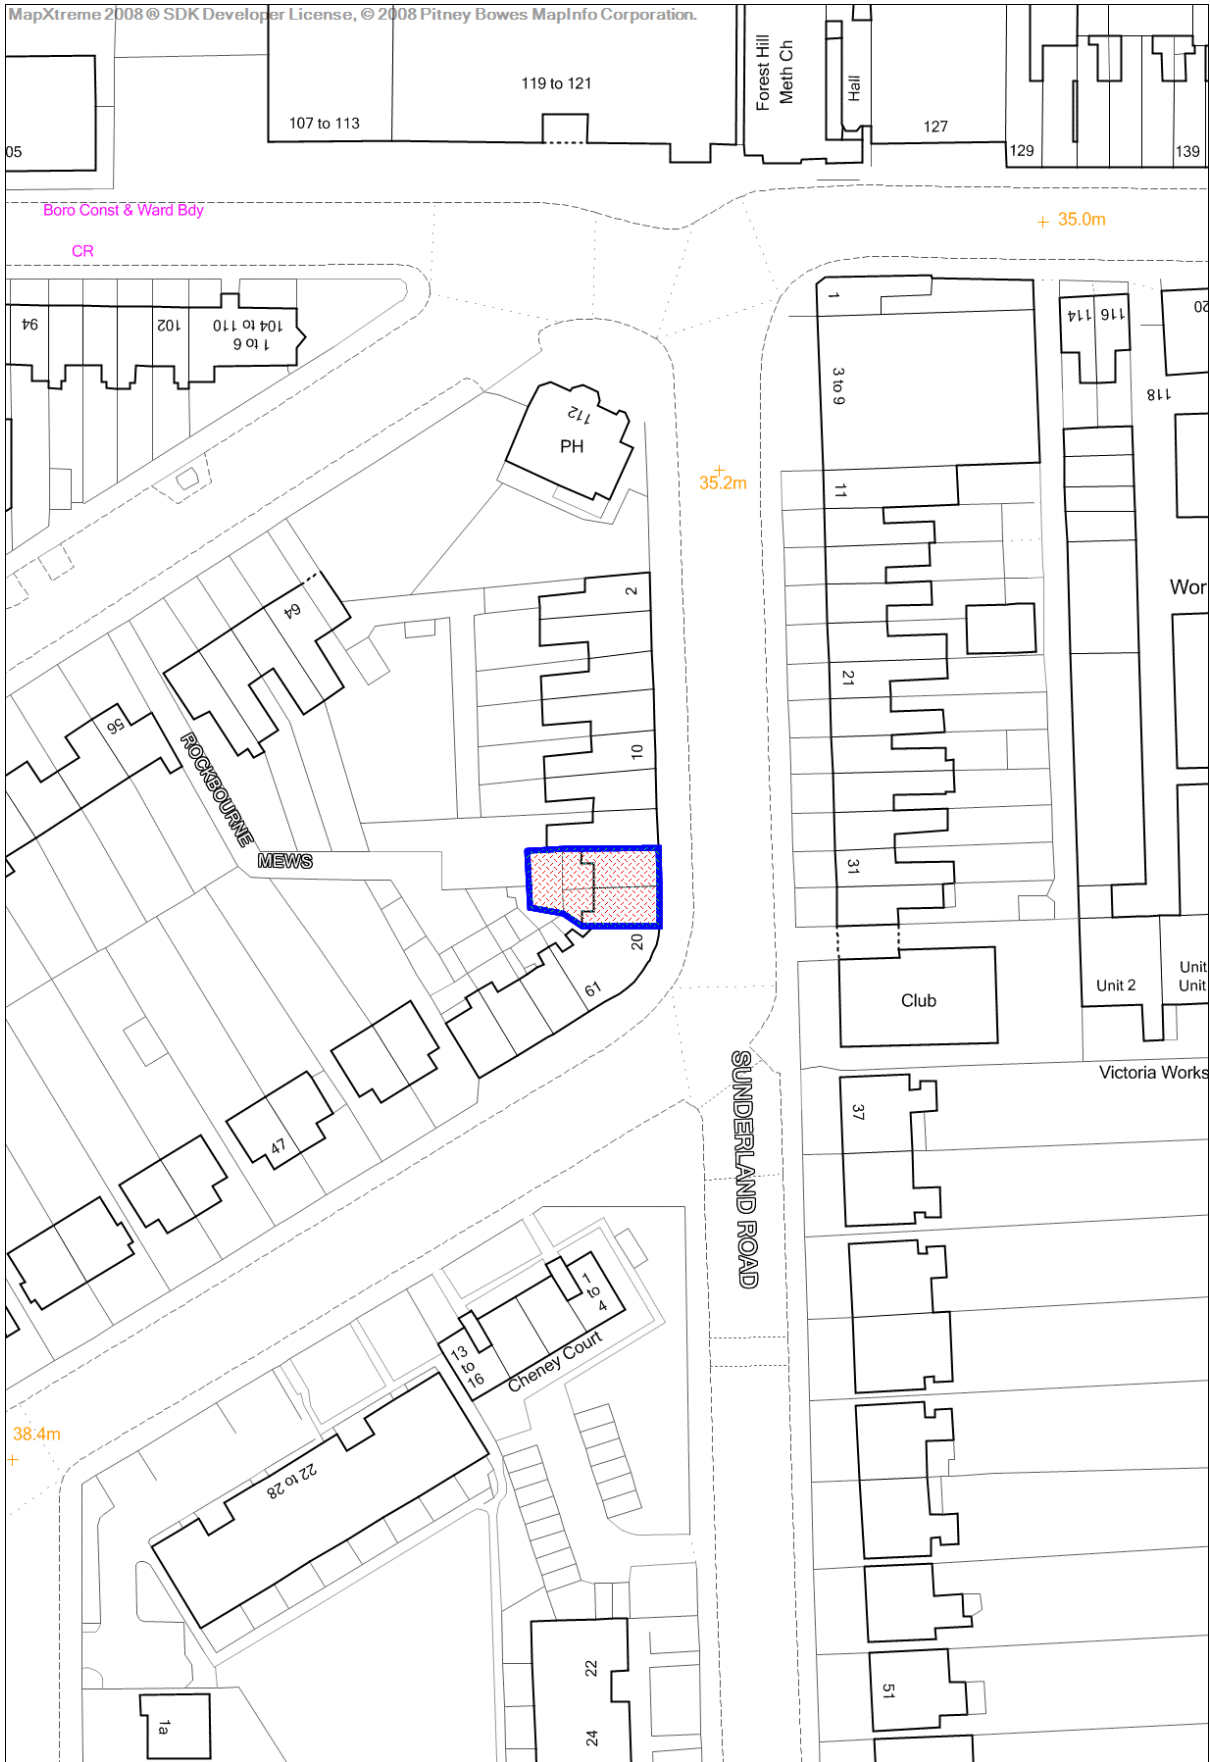 MapXtreme 2008 ® SDK Developer License, © 2008 Pitney Bowes MapInfo Corporation.
Forest Hill
Meth Ch
Hall
119 to 121
107 to 113
127
129
139
05
Boro Const & Ward Bdy
35.0m
CR
1
94
102
104 to 110
1 to 6
114
116
20
3 to 9
118
112
PH
35.2m
11
2
64
Wor
21
56
10
ROCKBOURNE
MEWS
31
20
61
Club
Unit 2
Unit
Unit
SUNDERLAND ROAD
Victoria Works
37
47
1
to
4
13
to
16
Cheney Court
38.4m
22 to 28
22
51
1a
24